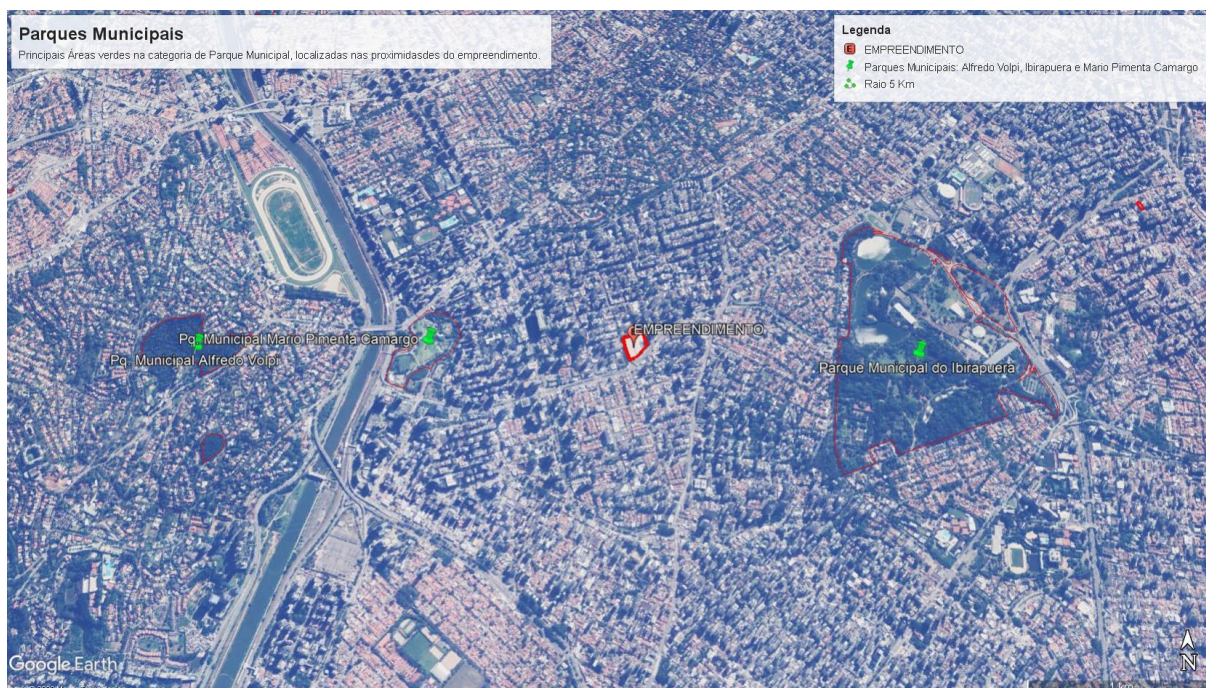 Parques Municipais
Principais Áreas verdes na categoria de Parque Municipal, localizadas nas proximidasdes do empreendimento.
Legenda
EMPREENDIMENTO
Parques Municipais: Alfredo Volpi, Ibirapuera e Mario Pimenta Camargo
Raio 5 Km
EMPREENDIMENTO
Pq. Municipal Mario Pimenta Camargo
Pq. Municipal Alfredo Volpi
Parque Municipal do Ibirapuera
Google Earth
N
1 km